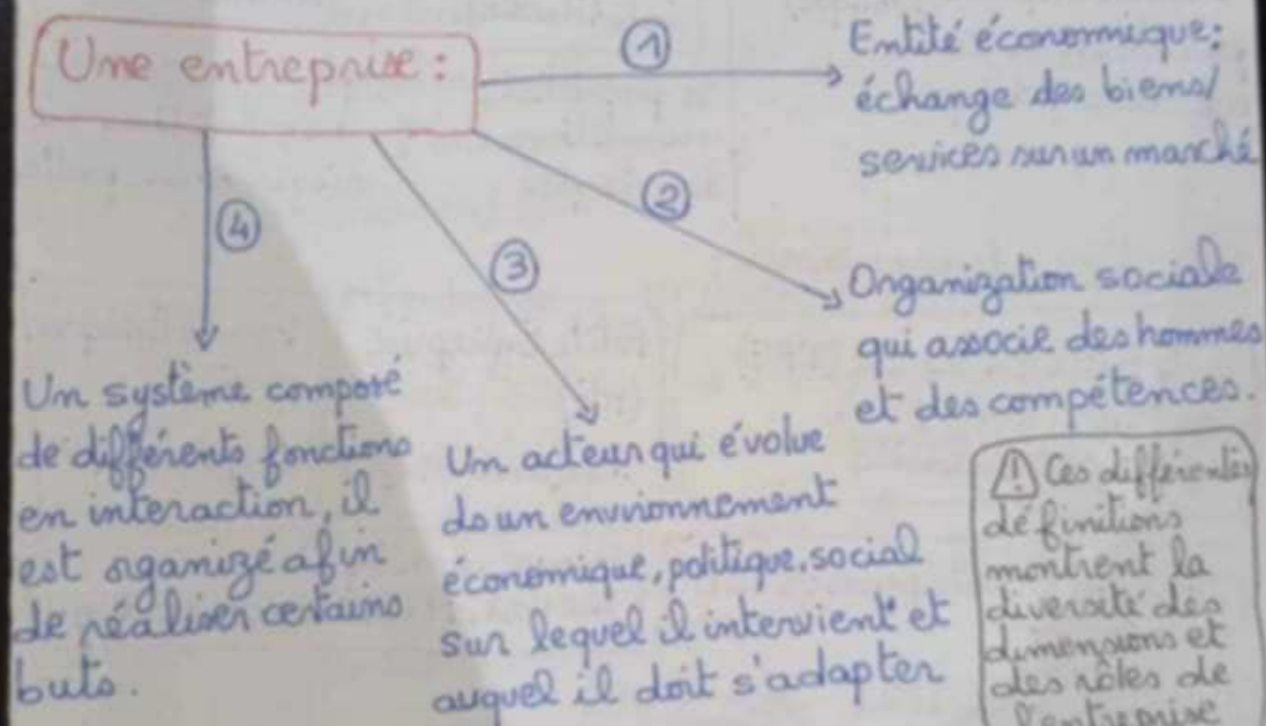 Une entreprise :
①
Entité économique:
échange des biens/
services sur un marché
②
Organization sociale
qui associe des hommes
et des compétences.
③
Un acteur qui évolue
ds un environnement
économique, politique, social
sur lequel il intervient et
auquel il doit s'adapter
④
Un système composé
de différents fonctions
en interaction, il
est organizé afin
de réaliser certains
buts.
⚠ Ces différentes
définitions
montrent la
diversité des
dimensions et
des rôles de
l'entreprise